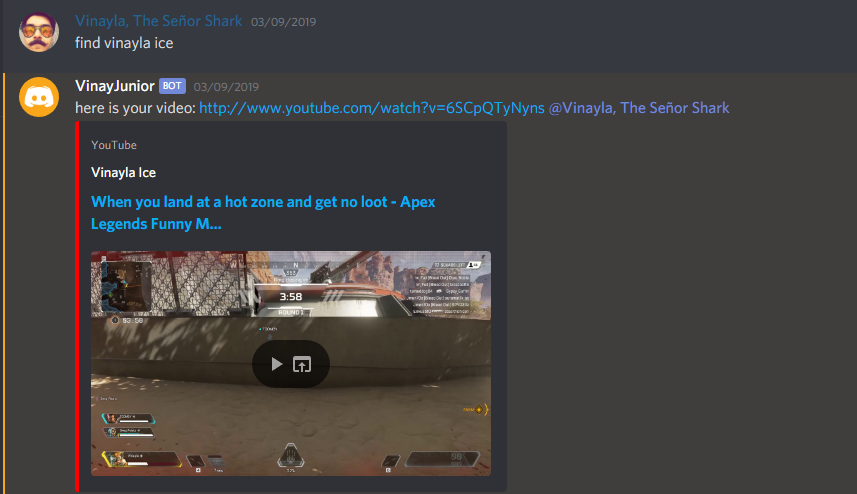 Vinayla, The Señor Shark 03/09/2019
find vinayla ice
VinayJunior BOT 03/09/2019
here is your video: http://www.youtube.com/watch?v=6SCpQTyNyns @Vinayla, The Señor Shark
YouTube
Vinayla Ice
When you land at a hot zone and get no loot - Apex
Legends Funny M...
N
3:58
ROUND 1